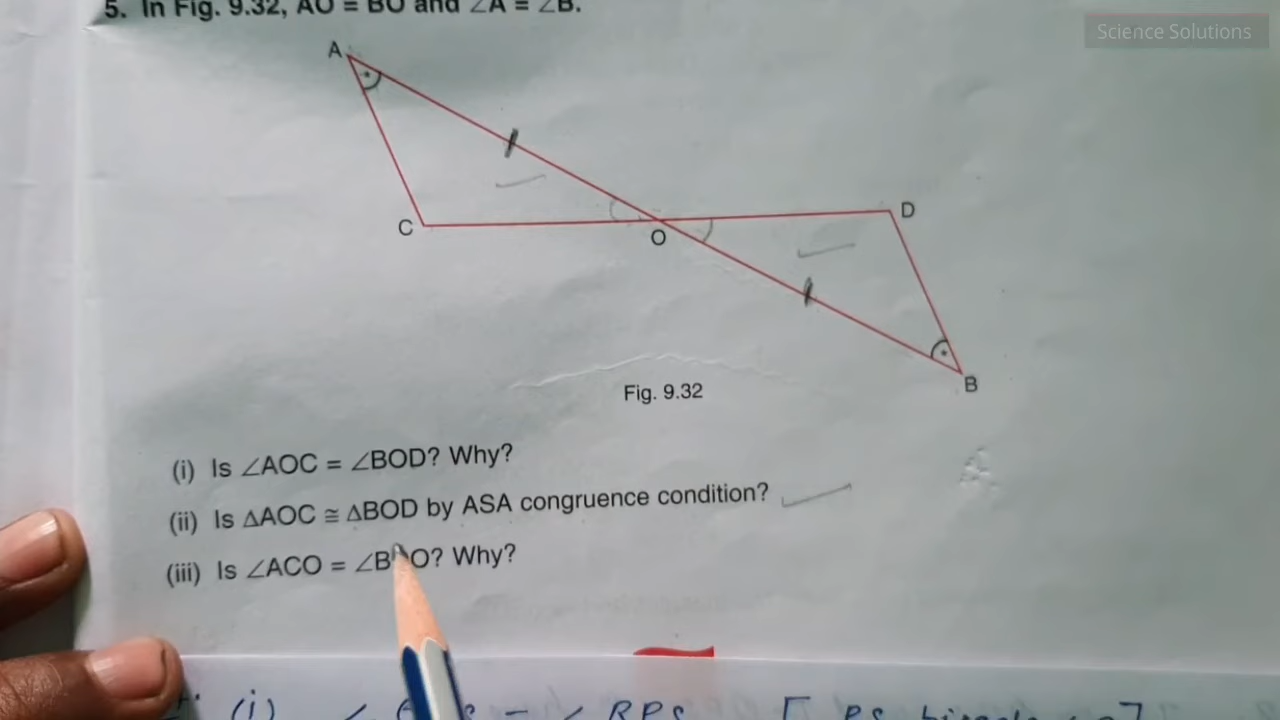 5. In Fig. 9.32, AO = BO and ∠A = ∠B.
Science Solutions
A
D
C
O
B
Fig. 9.32
(i) Is ∠AOC = ∠BOD? Why?
(ii) Is ΔAOC ≅ ΔBOD by ASA congruence condition?
(iii) Is ∠ACO = Why?
(i) = ∠ RPS [